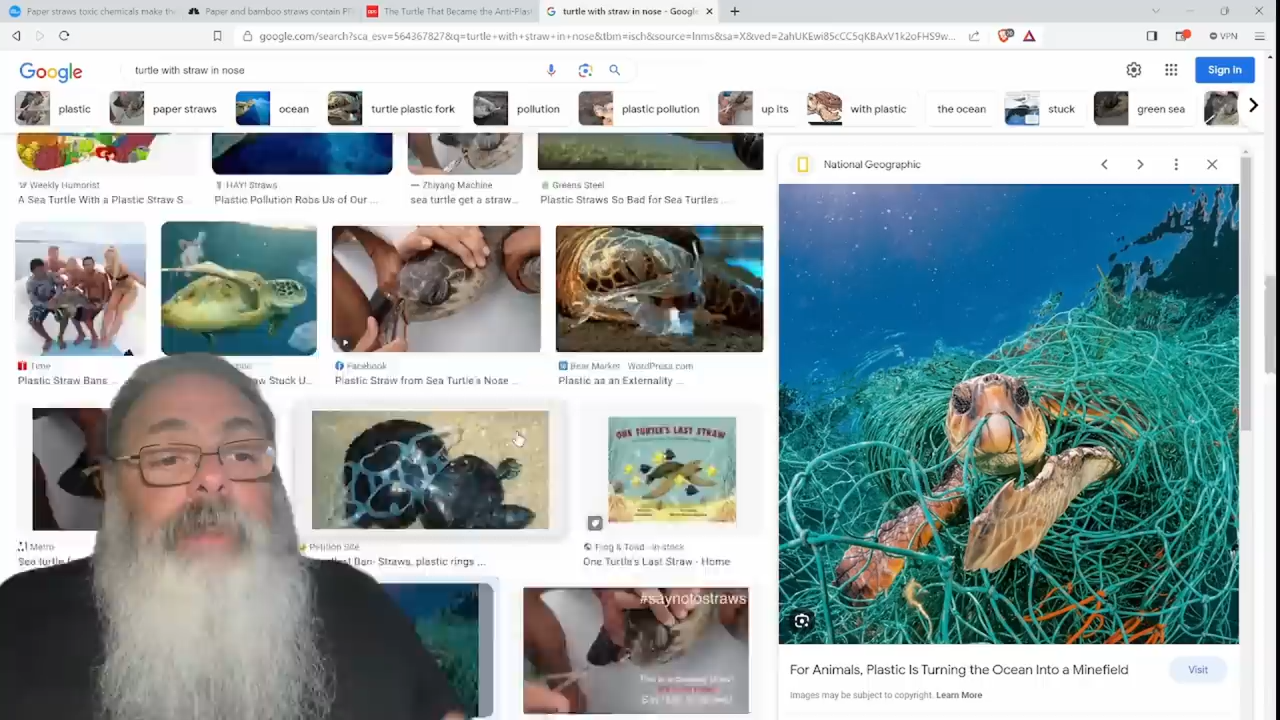 Paper straws toxic chemicals make th
Paper and bamboo straws contain PF
The Turtle That Became the Anti-Plast
turtle with straw in nose - Google
google.com/search?sca_esv=564367827&q=turtle+with+straw+in+nose&tbm=isch&source=lnms&sa=X&ved=2ahUKEwi85cCC5qKBAxV1k2oFHS9w...
VPN
Google
turtle with straw in nose
Sign in
plastic
paper straws
ocean
turtle plastic fork
pollution
plastic pollution
up its
with plastic
the ocean
stuck
green sea
Weekly Humorist
A Sea Turtle With a Plastic Straw S...
HAY! Straws
Plastic Pollution Robs Us of Our ...
Zhiyang Machine
sea turtle get a straw...
Greens Steel
Plastic Straws So Bad for Sea Turtles ...
Time
Plastic Straw Bans
aw Stuck U...
Facebook
Plastic Straw from Sea Turtle's Nose ...
Bear Market - WordPress.com
Plastic as an Externality ...
Metro
Sea turtle
Petition Site
Ban- Straws, plastic rings ...
ONE TURTLE'S LAST STRAW
Frog & Toad - In stock
One Turtle's Last Straw - Home
#saynotostraws
National Geographic
For Animals, Plastic Is Turning the Ocean Into a Minefield
Visit
Images may be subject to copyright. Learn More